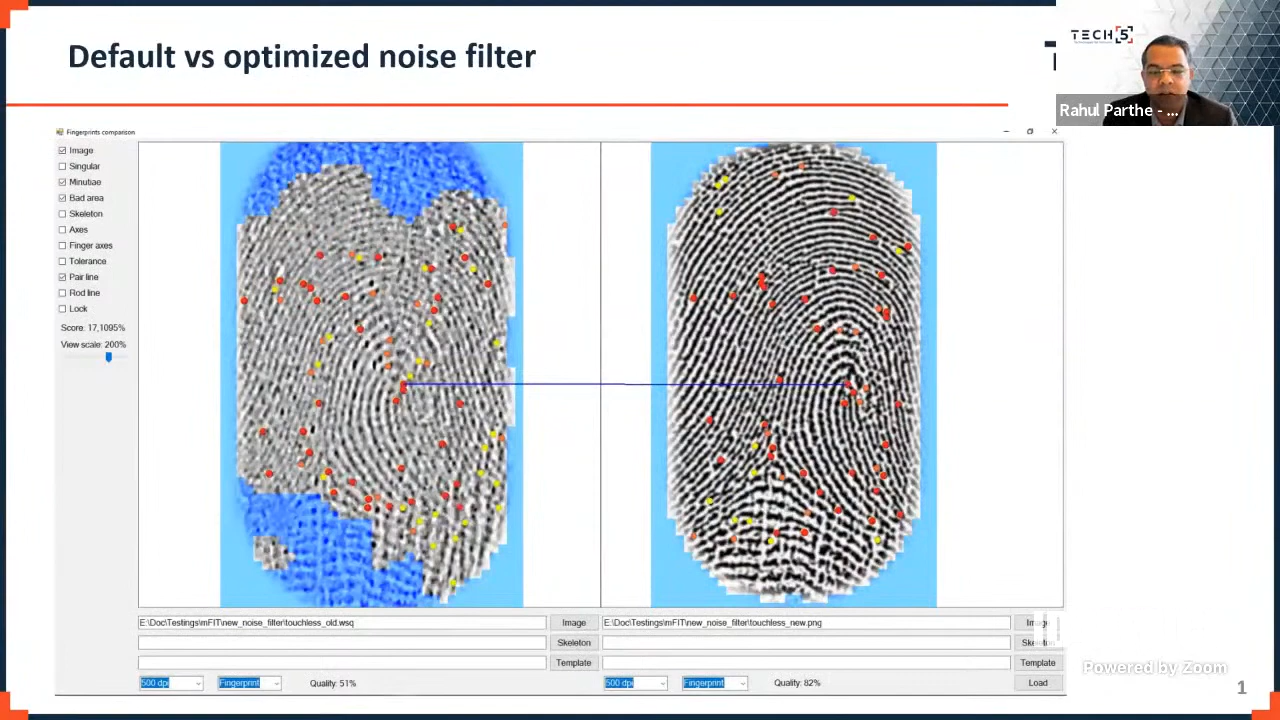 Default vs optimized noise filter
TECH5
Rahul Parthe - ...
Fingerprints comparison
Image
Singular
Minutiae
Bad area
Skeleton
Axes
Finger axes
Tolerance
Pair line
Rod line
Lock
Score: 17,1095%
View scale: 200%
E:\Doc\Testings\mFIT\new_noise_filter\touchless_old.wsq Image E:\Doc\Testings\mFIT\new_noise_filter\touchless_new.png Image
Skeleton Skeleton
Template Template
500 dpi Fingerprint Quality: 51% 500 dpi Fingerprint Quality: 82% Load
Powered by Zoom
1